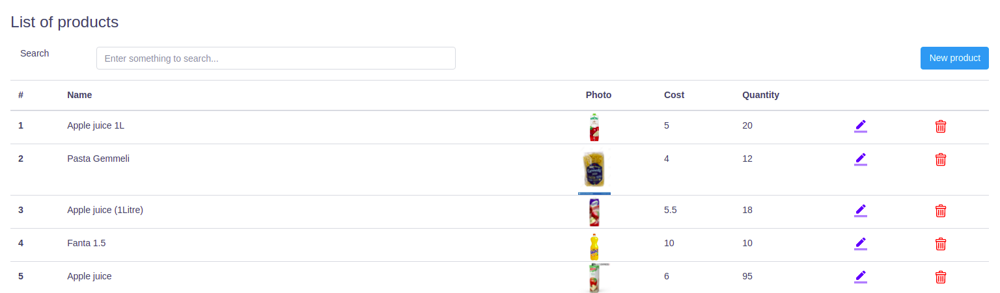 List of products
Search
Enter something to search...
New product
# Name Photo Cost Quantity
1 Apple juice 1L 5 20
2 Pasta Gemmeli 4 12
3 Apple juice (1Litre) 5.5 18
4 Fanta 1.5 10 10
5 Apple juice 6 95